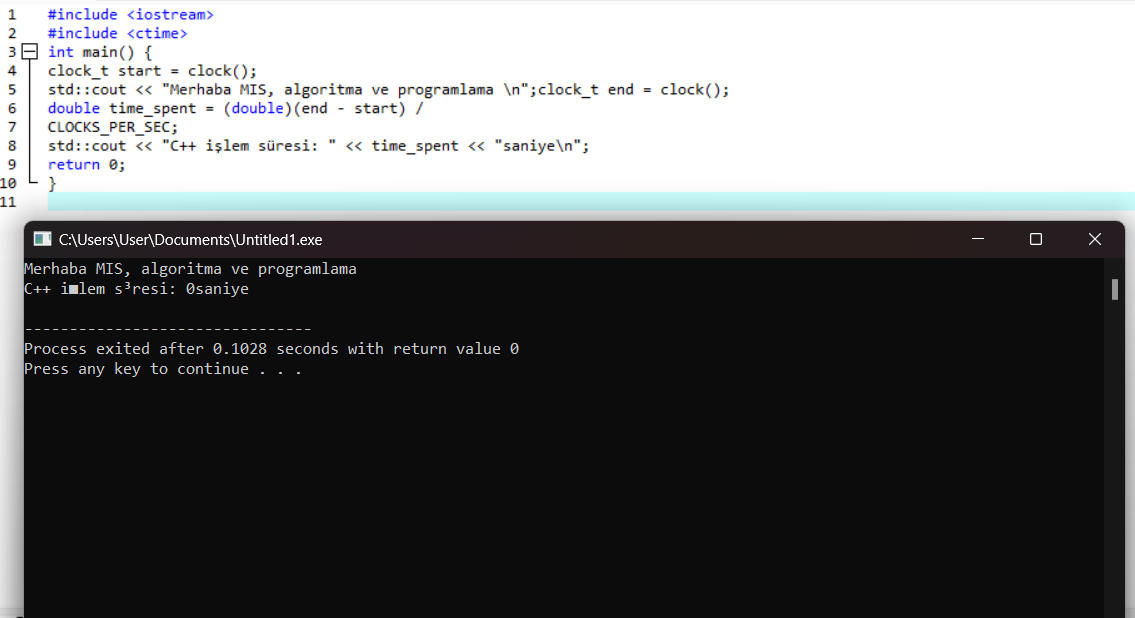 1 #include <iostream>
2 #include <ctime>
3 int main() {
4 clock_t start = clock();
5 std::cout << "Merhaba MIS, algoritma ve programlama \n";clock_t end = clock();
6 double time_spent = (double)(end - start) /
7 CLOCKS_PER_SEC;
8 std::cout << "C++ işlem süresi: " << time_spent << "saniye\n";
9 return 0;
10 }
11
C:\Users\User\Documents\Untitled1.exe
Merhaba MIS, algoritma ve programlama
C++ i■lem s³resi: 0saniye
--------------------------------
Process exited after 0.1028 seconds with return value 0
Press any key to continue . . .